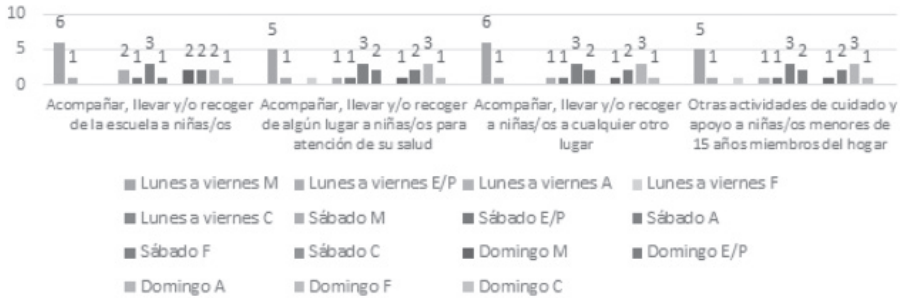 10
5
0
6 1 2 1 3 1 2 2 2 1
5 1 1 1 3 2 1 2 3 1
6 1 1 1 3 2 1 2 3 1
5 1 1 1 3 2 1 2 3 1
Acompañar, llevar y/o recoger
de la escuela a niñas/os
Acompañar, llevar y/o recoger
de algún lugar a niñas/os para
atención de su salud
Acompañar, llevar y/o recoger
a niñas/os a cualquier otro
lugar
Otras actividades de cuidado y
apoyo a niñas/os menores de
15 años miembros del hogar
Lunes a viernes M Lunes a viernes E/P Lunes a viernes A Lunes a viernes F
Lunes a viernes C Sábado M Sábado E/P Sábado A
Sábado F Sábado C Domingo M Domingo E/P
Domingo A Domingo F Domingo C